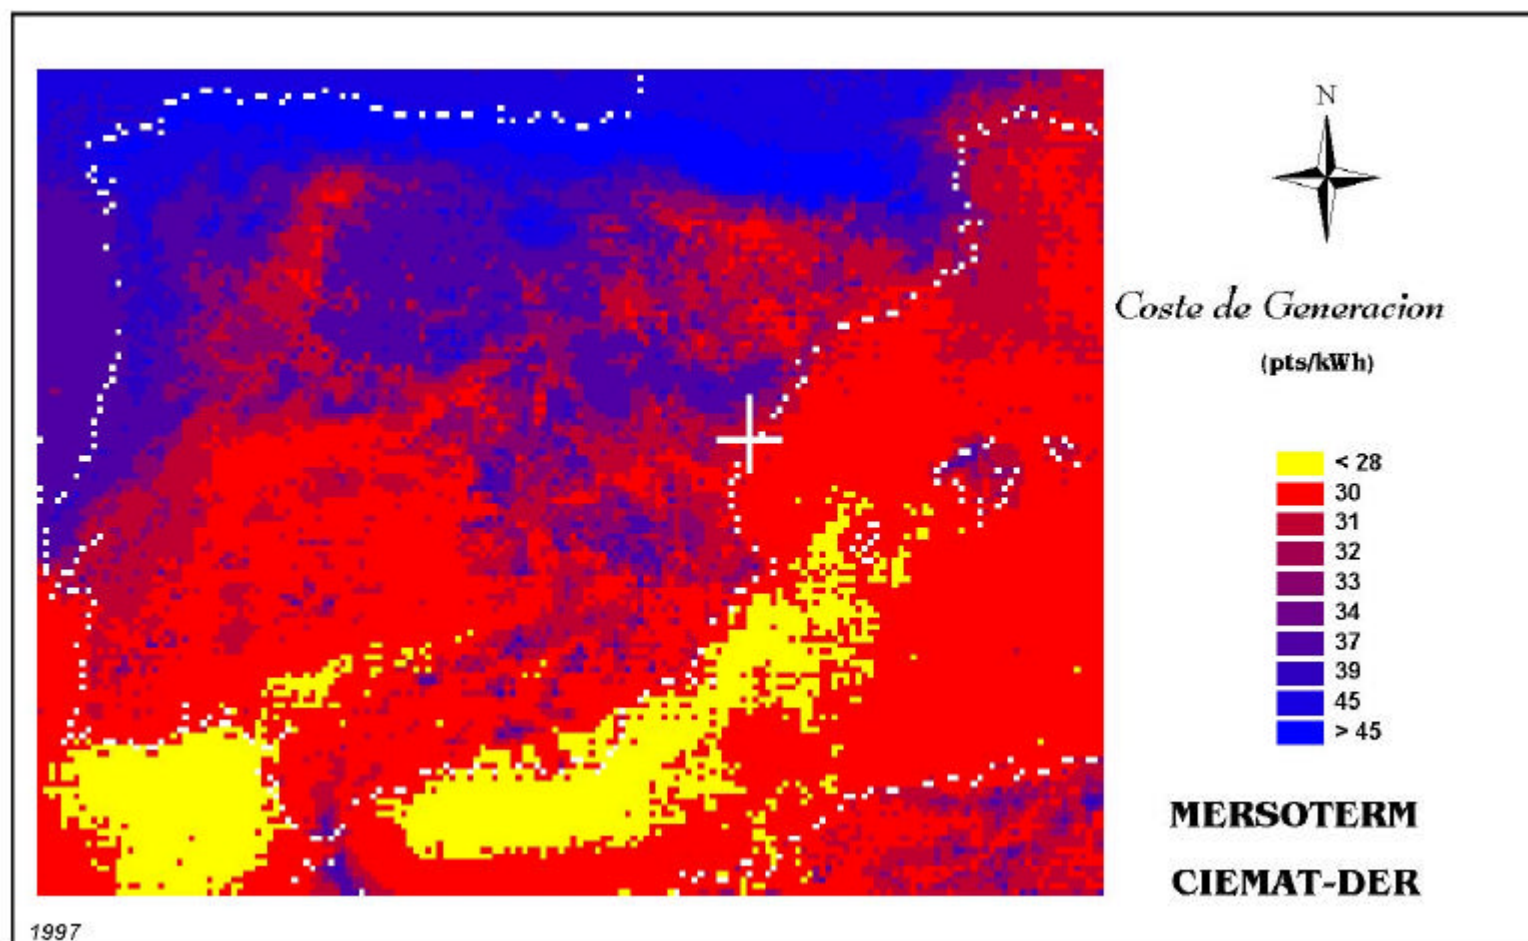 N
Coste de Generacion
(pts/kWh)
< 28
30
31
32
33
34
37
39
45
> 45
MERSOTERM
CIEMAT-DER
1997